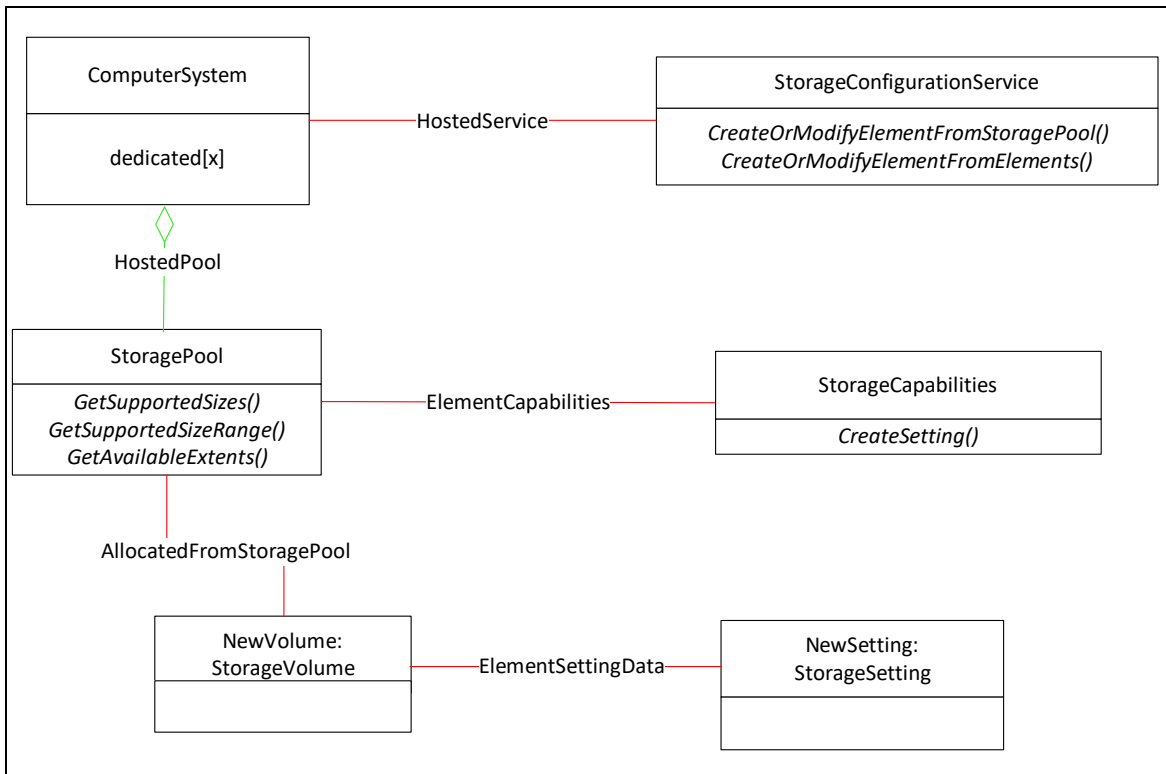 ComputerSystem
dedicated[x]
HostedService
StorageConfigurationService
CreateOrModifyElementFromStoragePool()
CreateOrModifyElementFromElements()
HostedPool
StoragePool
GetSupportedSizes()
GetSupportedSizeRange()
GetAvailableExtents()
ElementCapabilities
StorageCapabilities
CreateSetting()
AllocatedFromStoragePool
NewVolume:
StorageVolume
ElementSettingData
NewSetting:
StorageSetting